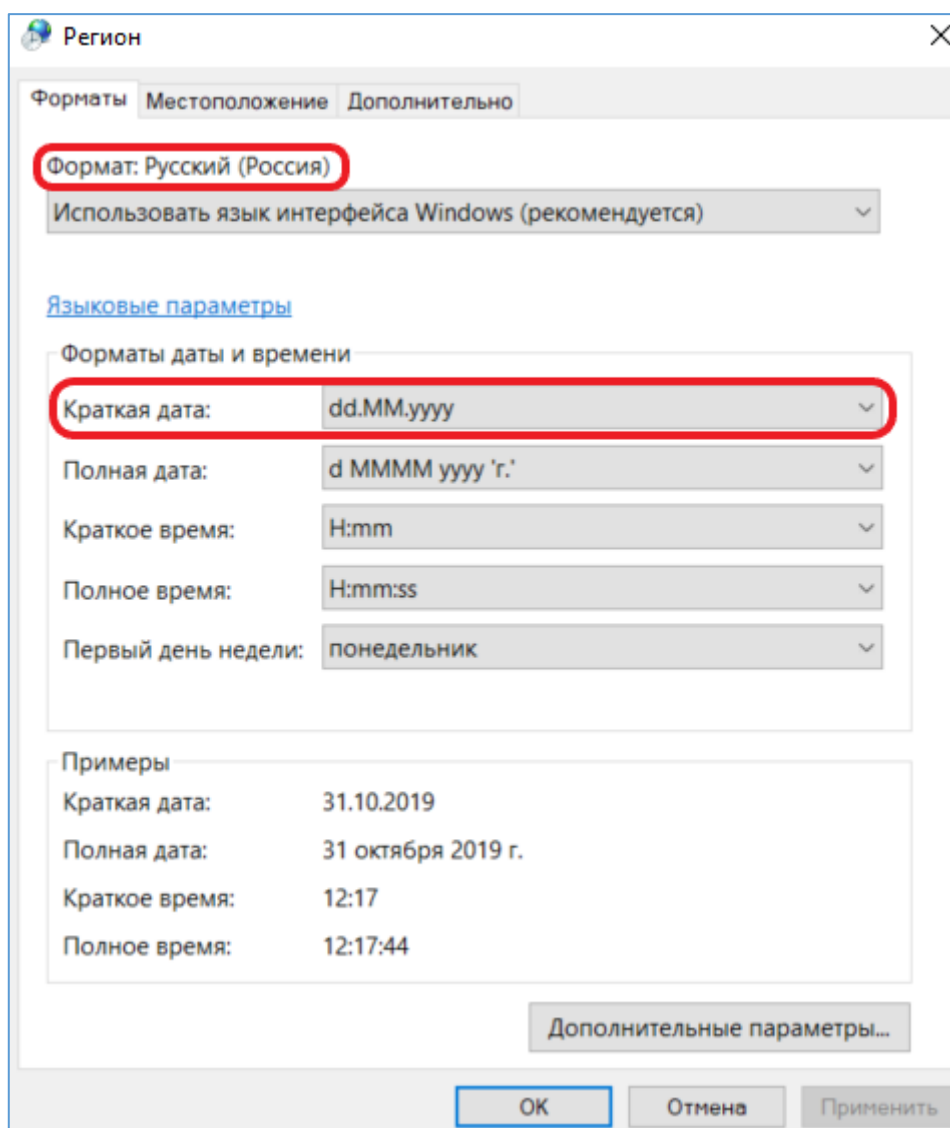 Регион
Форматы Местоположение Дополнительно
Формат: Русский (Россия)
Использовать язык интерфейса Windows (рекомендуется)
Языковые параметры
Форматы даты и времени
Краткая дата: dd.MM.yyyy
Полная дата: d MMMM yyyy 'г.'
Краткое время: H:mm
Полное время: H:mm:ss
Первый день недели: понедельник
Примеры
Краткая дата: 31.10.2019
Полная дата: 31 октября 2019 г.
Краткое время: 12:17
Полное время: 12:17:44
Дополнительные параметры...
ОК Отмена Применить